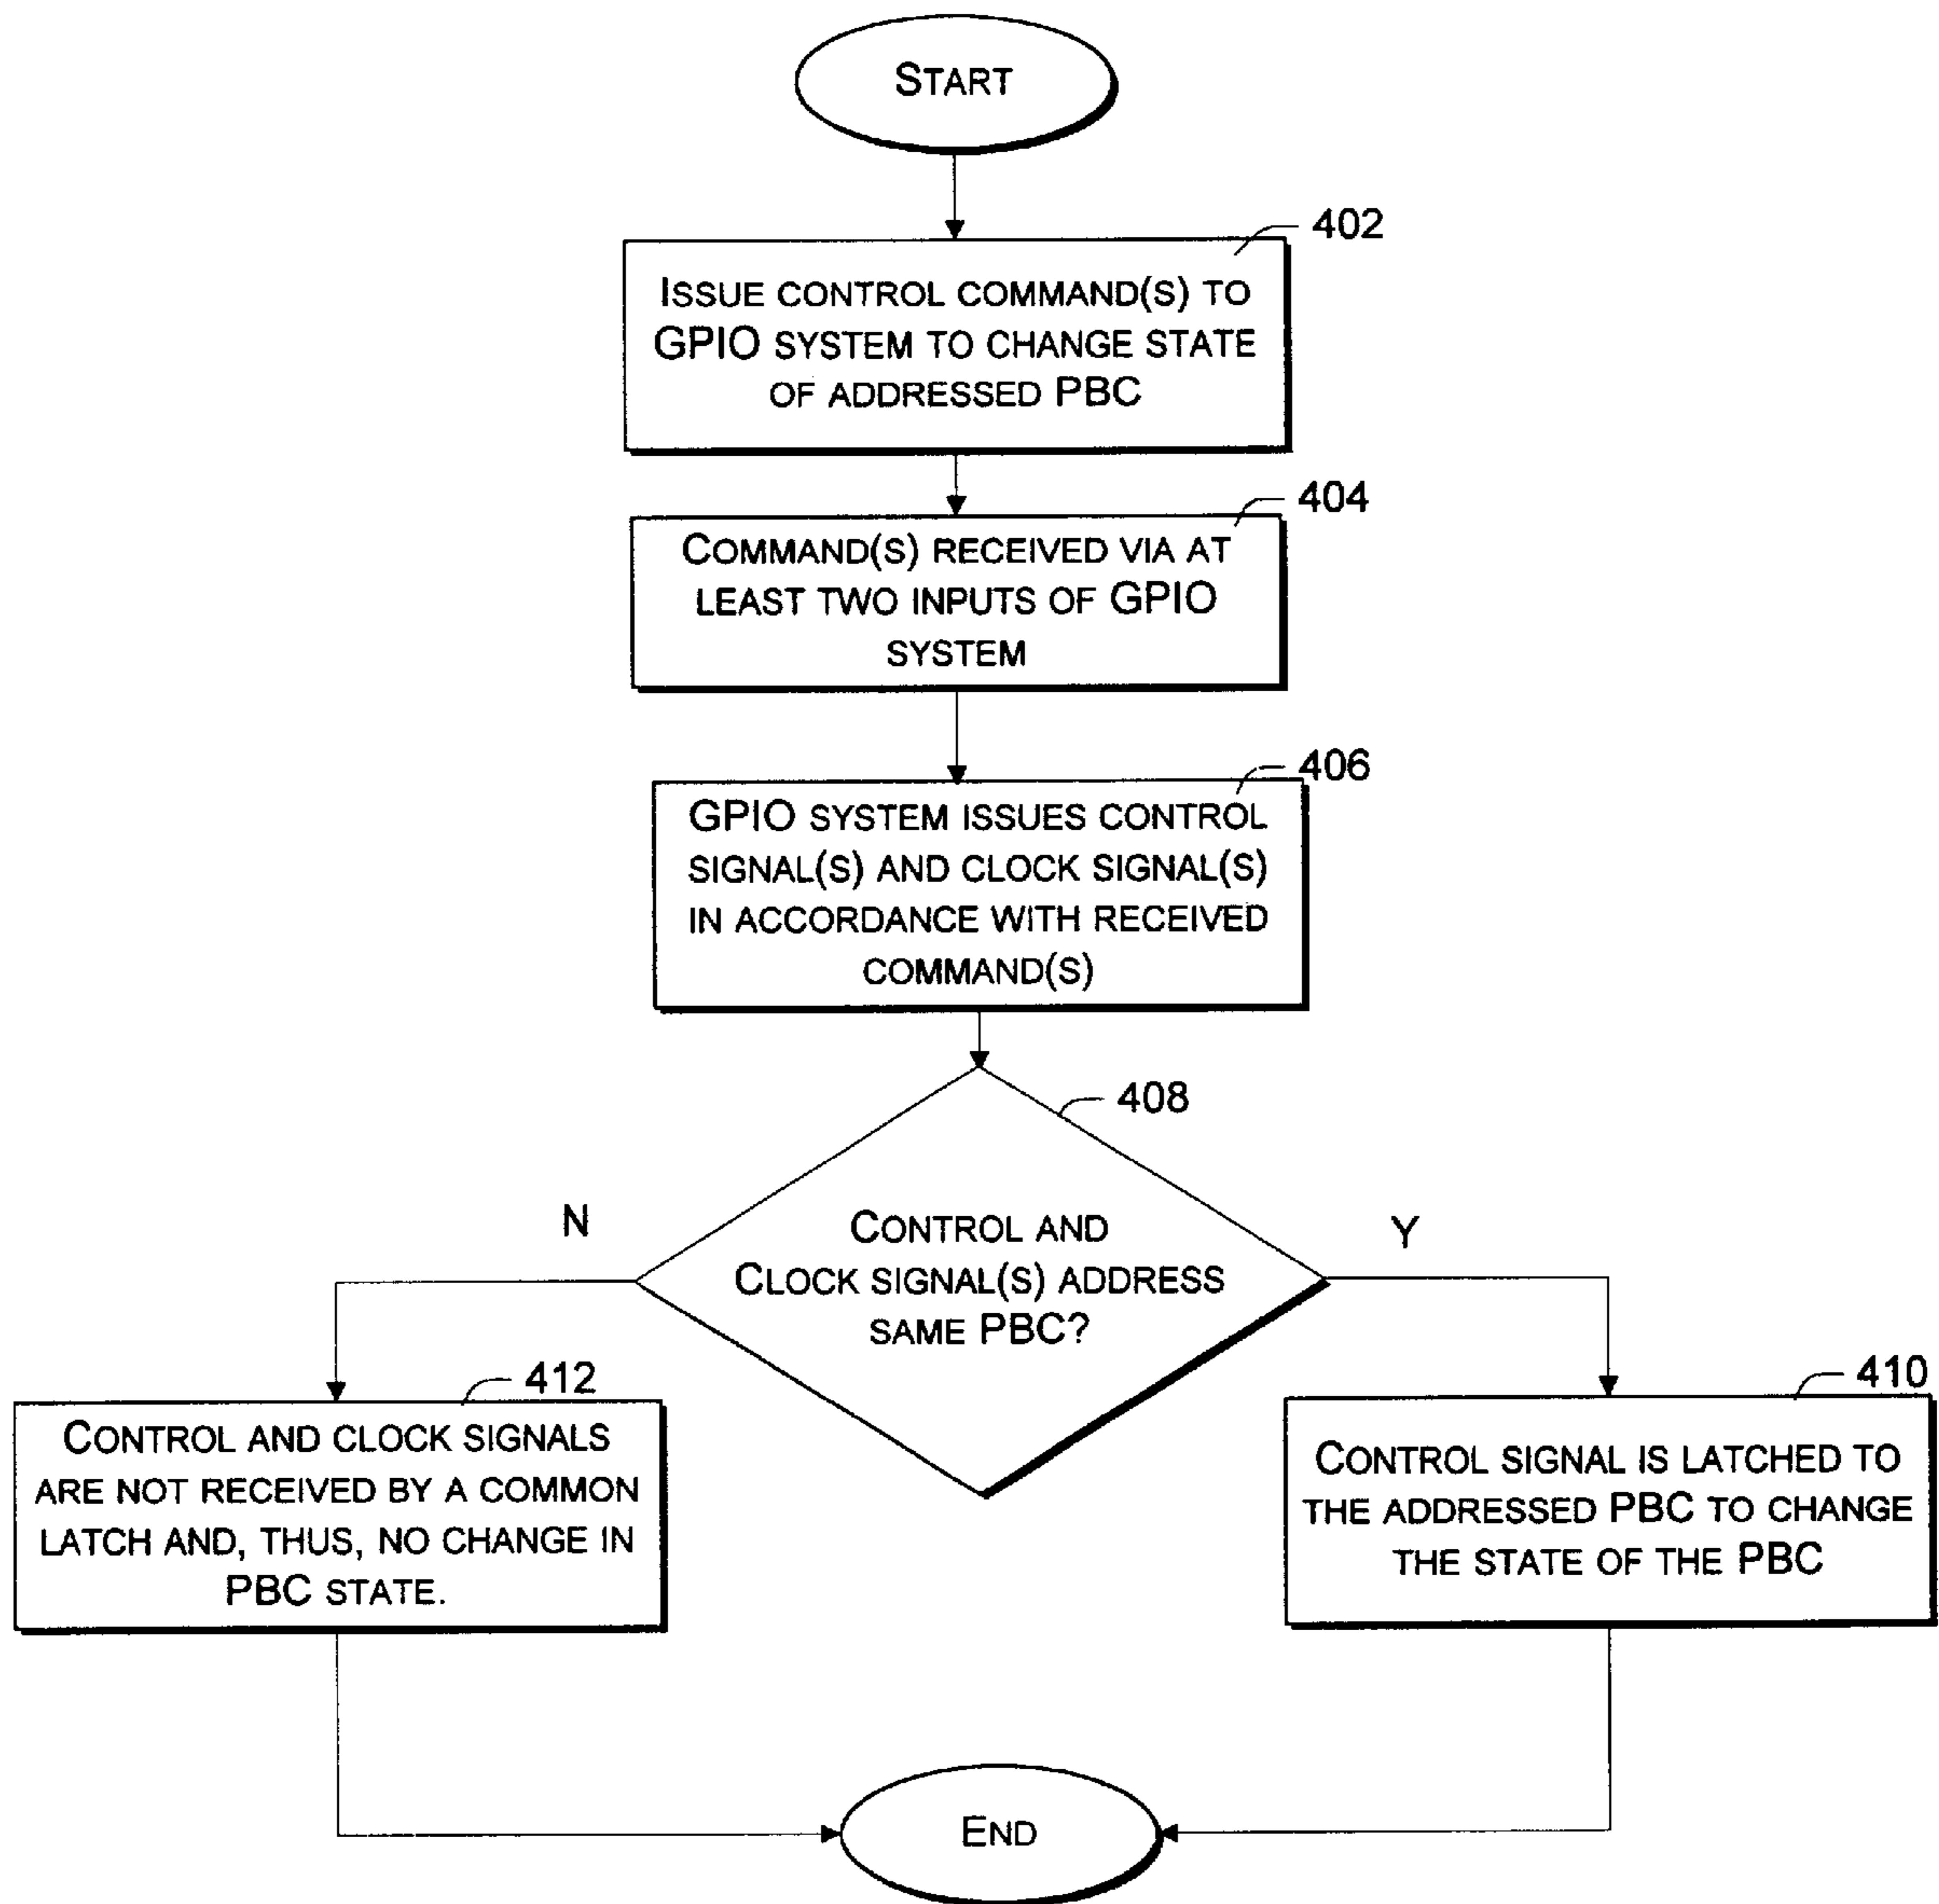 START
402
ISSUE CONTROL COMMAND(S) TO
GPIO SYSTEM TO CHANGE STATE
OF ADDRESSED PBC
404
COMMAND(S) RECEIVED VIA AT
LEAST TWO INPUTS OF GPIO
SYSTEM
406
GPIO SYSTEM ISSUES CONTROL
SIGNAL(S) AND CLOCK SIGNAL(S)
IN ACCORDANCE WITH RECEIVED
COMMAND(S)
408
CONTROL AND
CLOCK SIGNAL(S) ADDRESS
SAME PBC?
N
Y
412
CONTROL AND CLOCK SIGNALS
ARE NOT RECEIVED BY A COMMON
LATCH AND, THUS, NO CHANGE IN
PBC STATE.
410
CONTROL SIGNAL IS LATCHED TO
THE ADDRESSED PBC TO CHANGE
THE STATE OF THE PBC
END